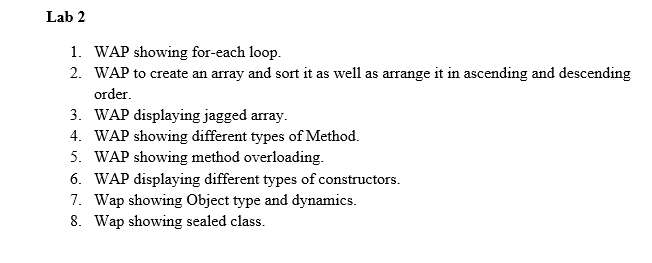 Lab 2
1. WAP showing for-each loop.
2. WAP to create an array and sort it as well as arrange it in ascending and descending
order.
3. WAP displaying jagged array.
4. WAP showing different types of Method.
5. WAP showing method overloading.
6. WAP displaying different types of constructors.
7. Wap showing Object type and dynamics.
8. Wap showing sealed class.